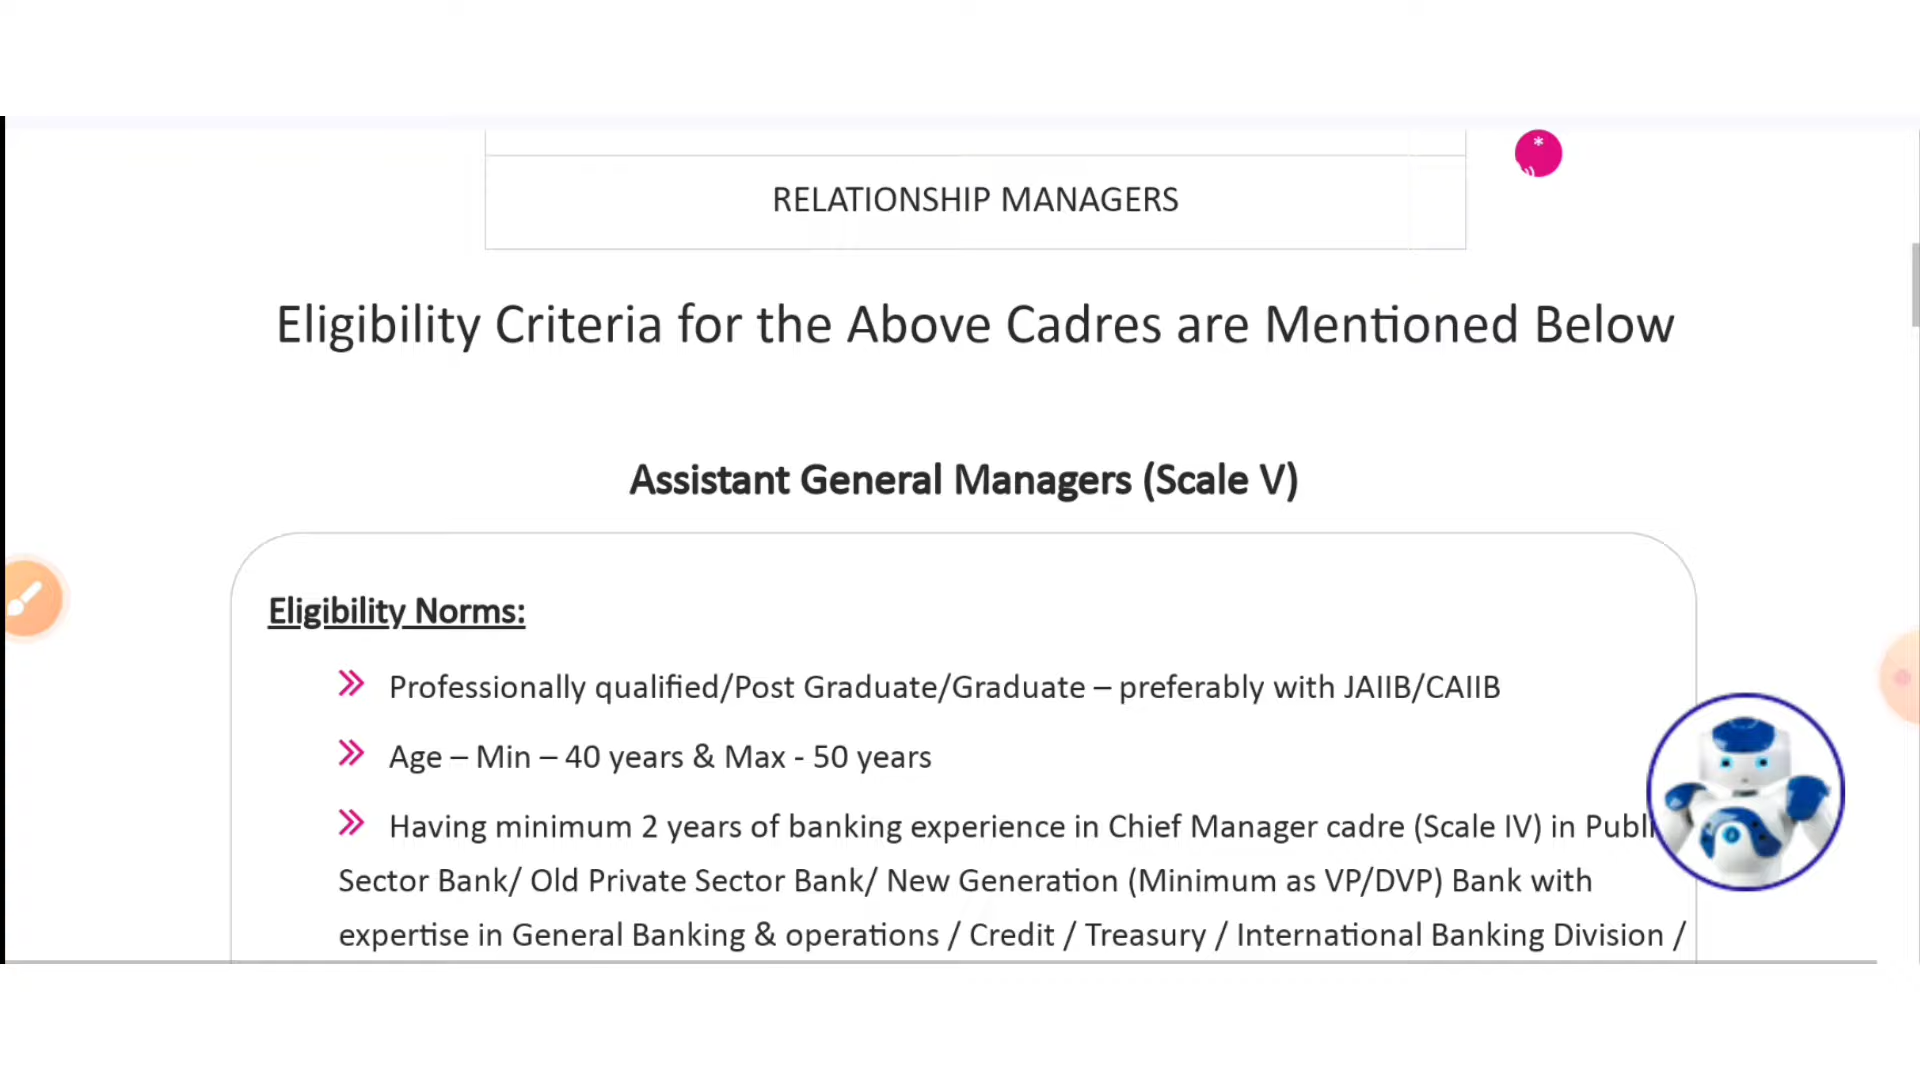 RELATIONSHIP MANAGERS
Eligibility Criteria for the Above Cadres are Mentioned Below
Assistant General Managers (Scale V)
Eligibility Norms:
Professionally qualified/Post Graduate/Graduate – preferably with JAIIB/CAIIB
Age – Min – 40 years & Max - 50 years
Having minimum 2 years of banking experience in Chief Manager cadre (Scale IV) in Publi
Sector Bank/ Old Private Sector Bank/ New Generation (Minimum as VP/DVP) Bank with
expertise in General Banking & operations / Credit / Treasury / International Banking Division /